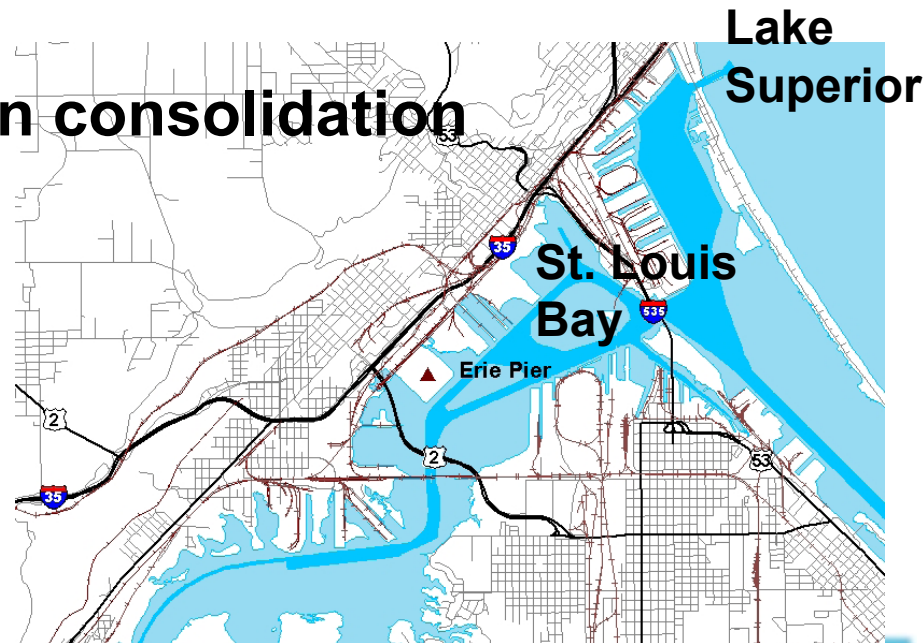 Lake
Superior
n consolidation
53
35
St. Louis
Bay
535
Erie Pier
2
2
53
35